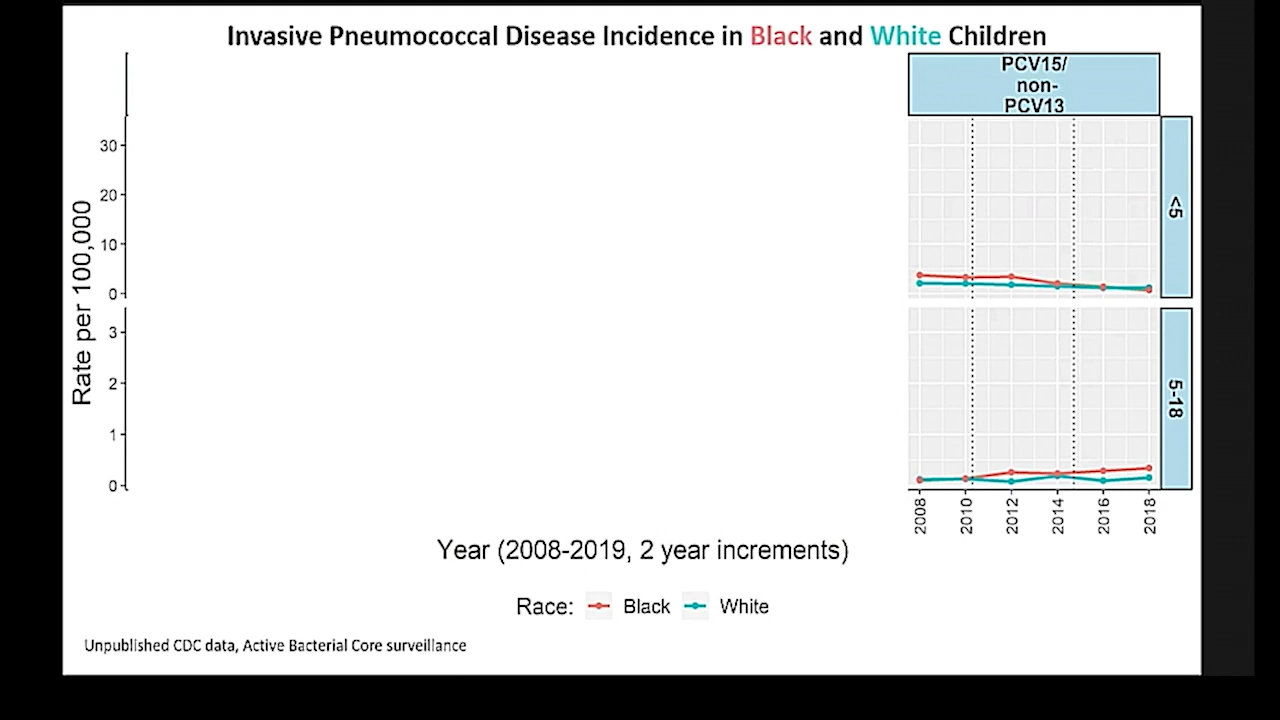 Invasive Pneumococcal Disease Incidence in Black and White Children
PCV15/
non-
PCV13
30
20
10
0
<5
Rate per 100,000
3
2
1
0
5-18
2008
2010
2012
2014
2016
2018
Year (2008-2019, 2 year increments)
Race: Black White
Unpublished CDC data, Active Bacterial Core surveillance